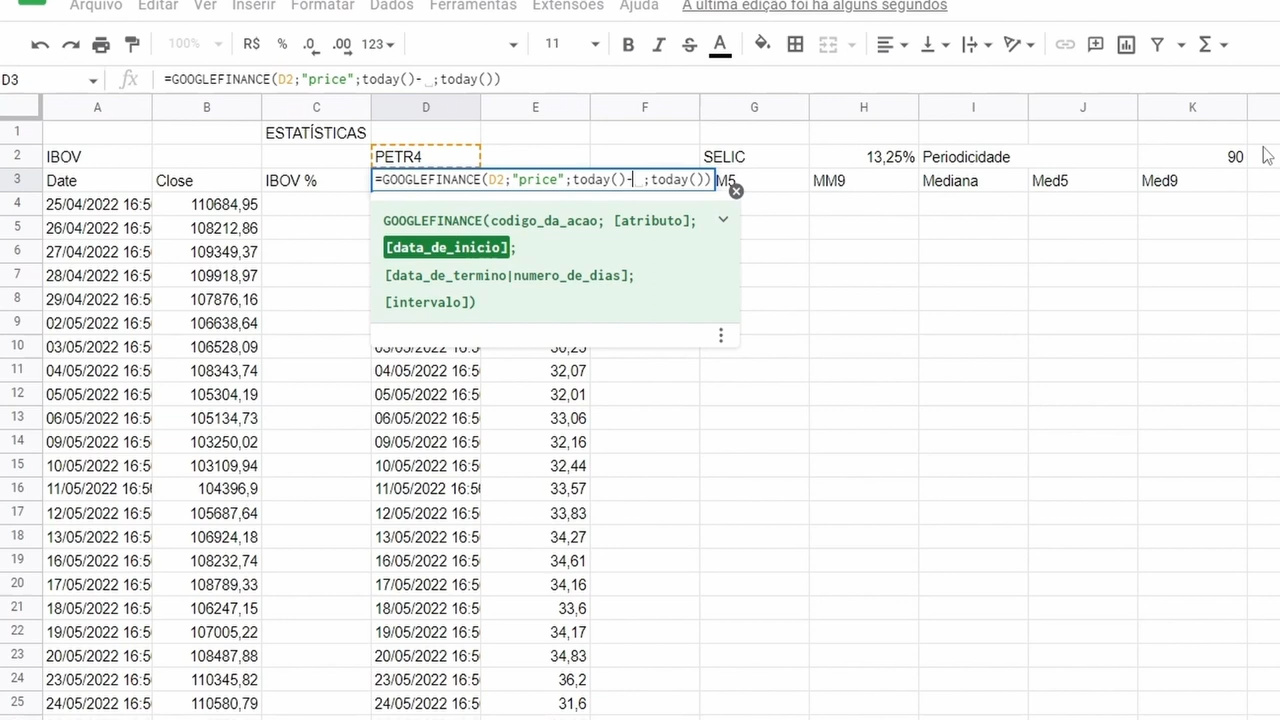 Arquivo Editar Ver Inserir Formatar Dados Ferramentas Extensões Ajuda A última edição foi há alguns segundos
100% R$ % .0 .00 123 11 B I S A
D3 fx =GOOGLEFINANCE(D2;"price";today()-_;today())
A B C D E F G H I J K
1 ESTATÍSTICAS
2 IBOV PETR4 SELIC 13,25% Periodicidade 90
3 Date Close IBOV % =GOOGLEFINANCE(D2;"price";today()-_;today()) M5 MM9 Mediana Med5 Med9
GOOGLEFINANCE(codigo_da_acao; [atributo];
[data_de_inicio];
[data_de_termino|numero_de_dias];
[intervalo])
4 25/04/2022 16:5 110684,95
5 26/04/2022 16:5 108212,86
6 27/04/2022 16:5 109349,37
7 28/04/2022 16:5 109918,97
8 29/04/2022 16:5 107876,16
9 02/05/2022 16:5 106638,64
10 03/05/2022 16:5 106528,09 03/05/2022 16:5 30,25
11 04/05/2022 16:5 108343,74 04/05/2022 16:5 32,07
12 05/05/2022 16:5 105304,19 05/05/2022 16:5 32,01
13 06/05/2022 16:5 105134,73 06/05/2022 16:5 33,06
14 09/05/2022 16:5 103250,02 09/05/2022 16:5 32,16
15 10/05/2022 16:5 103109,94 10/05/2022 16:5 32,44
16 11/05/2022 16:5 104396,9 11/05/2022 16:5 33,57
17 12/05/2022 16:5 105687,64 12/05/2022 16:5 33,83
18 13/05/2022 16:5 106924,18 13/05/2022 16:5 34,27
19 16/05/2022 16:5 108232,74 16/05/2022 16:5 34,61
20 17/05/2022 16:5 108789,33 17/05/2022 16:5 34,16
21 18/05/2022 16:5 106247,15 18/05/2022 16:5 33,6
22 19/05/2022 16:5 107005,22 19/05/2022 16:5 34,17
23 20/05/2022 16:5 108487,88 20/05/2022 16:5 34,83
24 23/05/2022 16:5 110345,82 23/05/2022 16:5 36,2
25 24/05/2022 16:5 110580,79 24/05/2022 16:5 31,6